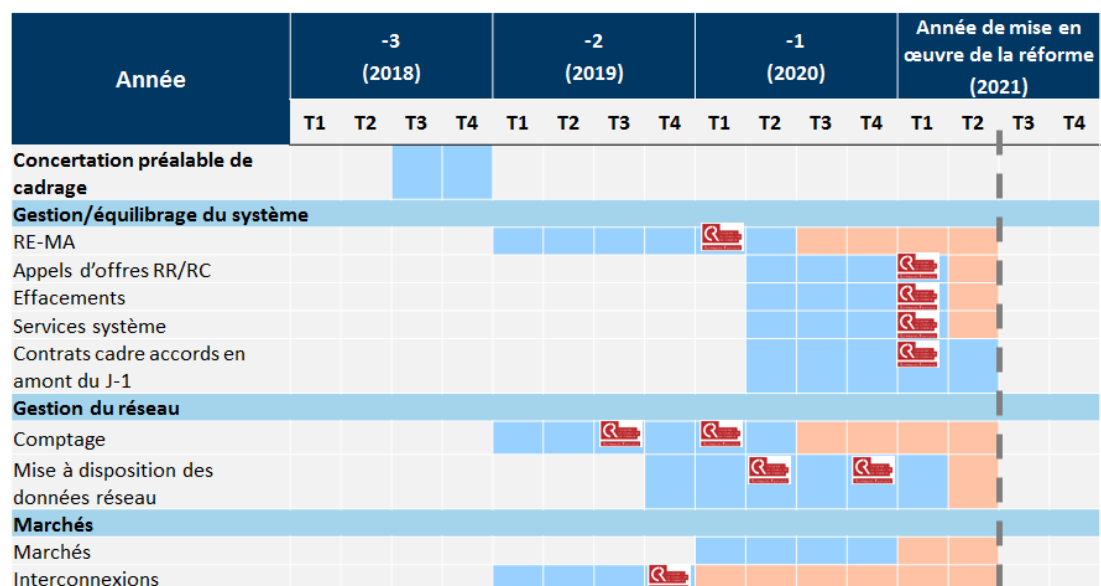 Année
-3
(2018)
-2
(2019)
-1
(2020)
Année de mise en
œuvre de la réforme
(2021)
T1 T2 T3 T4 T1 T2 T3 T4 T1 T2 T3 T4 T1 T2 T3 T4
Concertation préalable de
cadrage
Gestion/équilibrage du système
RE-MA
Appels d’offres RR/RC
Effacements
Services système
Contrats cadre accords en
amont du J-1
Gestion du réseau
Comptage
Mise à disposition des
données réseau
Marchés
Marchés
Interconnexions